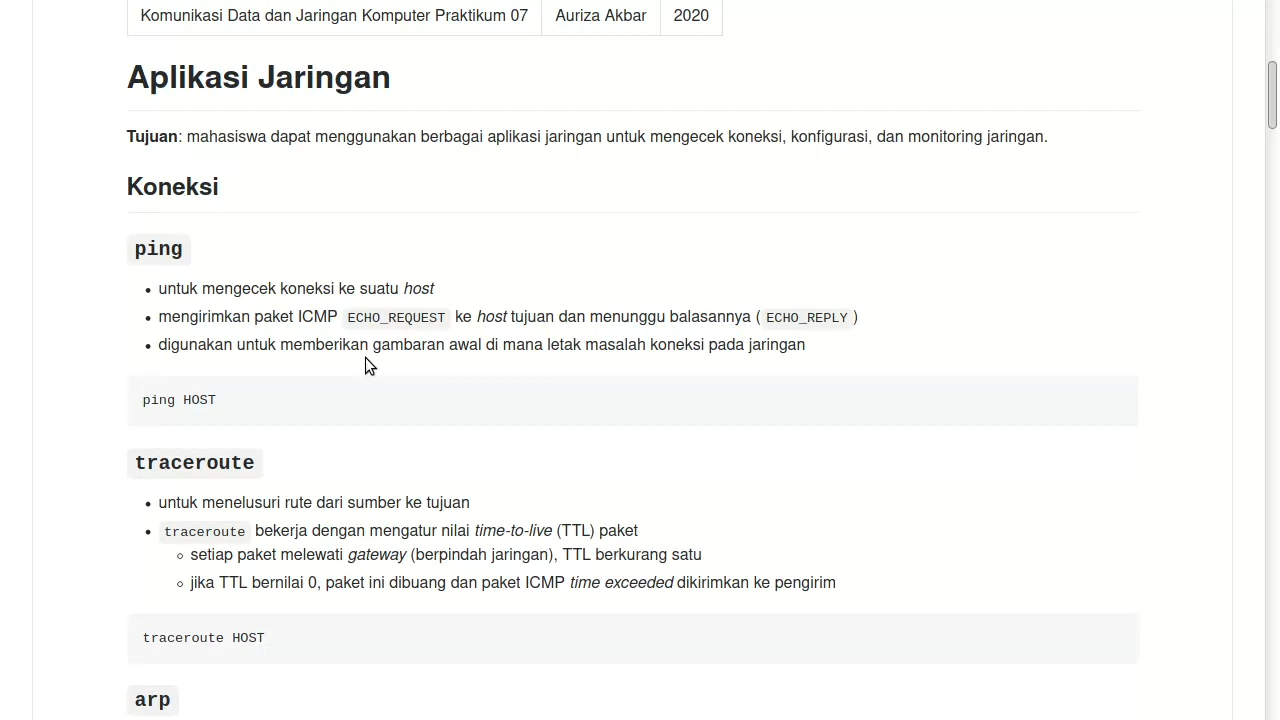 Komunikasi Data dan Jaringan Komputer Praktikum 07 Auriza Akbar 2020
Aplikasi Jaringan
Tujuan: mahasiswa dapat menggunakan berbagai aplikasi jaringan untuk mengecek koneksi, konfigurasi, dan monitoring jaringan.
Koneksi
ping
• untuk mengecek koneksi ke suatu host
• mengirimkan paket ICMP ECHO_REQUEST ke host tujuan dan menunggu balasannya ( ECHO_REPLY )
• digunakan untuk memberikan gambaran awal di mana letak masalah koneksi pada jaringan
ping HOST
traceroute
• untuk menelusuri rute dari sumber ke tujuan
• traceroute bekerja dengan mengatur nilai time-to-live (TTL) paket
◦ setiap paket melewati gateway (berpindah jaringan), TTL berkurang satu
◦ jika TTL bernilai 0, paket ini dibuang dan paket ICMP time exceeded dikirimkan ke pengirim
traceroute HOST
arp